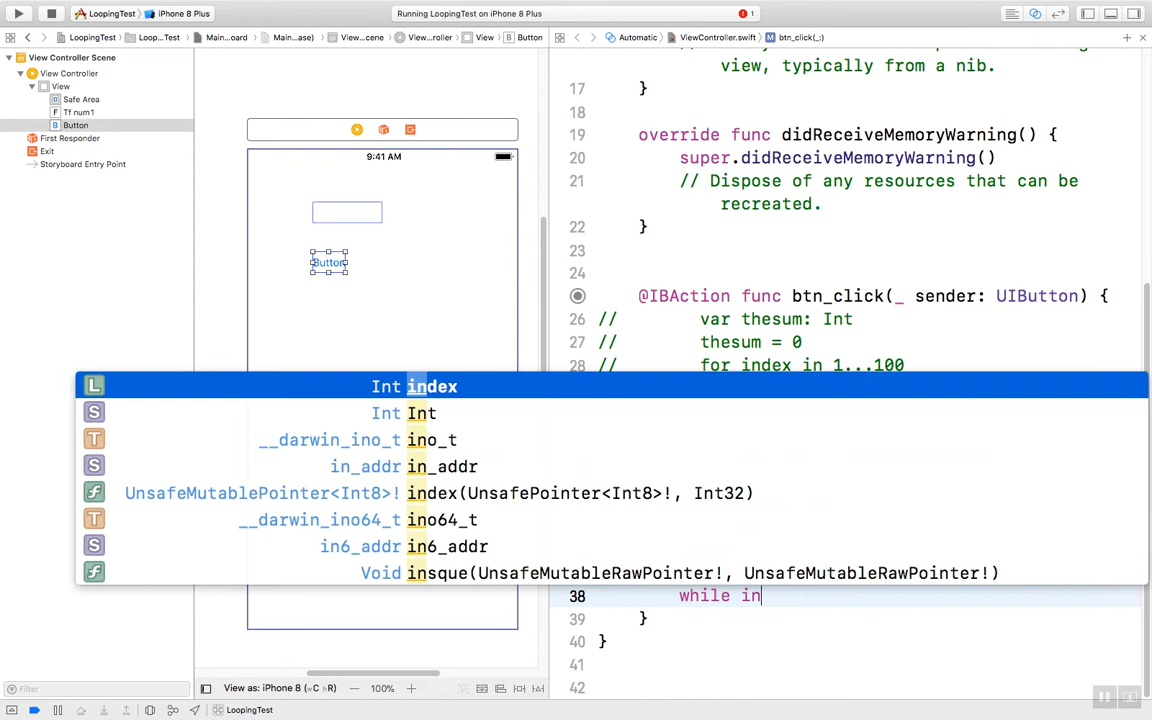 LoopingTest iPhone 8 Plus Running LoopingTest on iPhone 8 Plus 1
LoopingTest Loop...Test Main...oard Main...ase) View...cene View...roller View B Button Automatic ViewController.swift M btn_click(_:)
View Controller Scene
View Controller
View
Safe Area
F Tf num1
B Button
First Responder
Exit
Storyboard Entry Point
Filter
9:41 AM
Button
View as: iPhone 8 (wC hR) 100%
view, typically from a nib.
17 }
18
19 override func didReceiveMemoryWarning() {
20 super.didReceiveMemoryWarning()
21 // Dispose of any resources that can be
recreated.
22 }
23
24
@IBAction func btn_click(_ sender: UIButton) {
26 // var thesum: Int
27 // thesum = 0
28 // for index in 1...100
L Int index
S Int Int
T __darwin_ino_t ino_t
S in_addr in_addr
f UnsafeMutablePointer<Int8>! index(UnsafePointer<Int8>!, Int32)
T __darwin_ino64_t ino64_t
S in6_addr in6_addr
f Void insque(UnsafeMutableRawPointer!, UnsafeMutableRawPointer!)
38 while in
39 }
40 }
41
42
LoopingTest